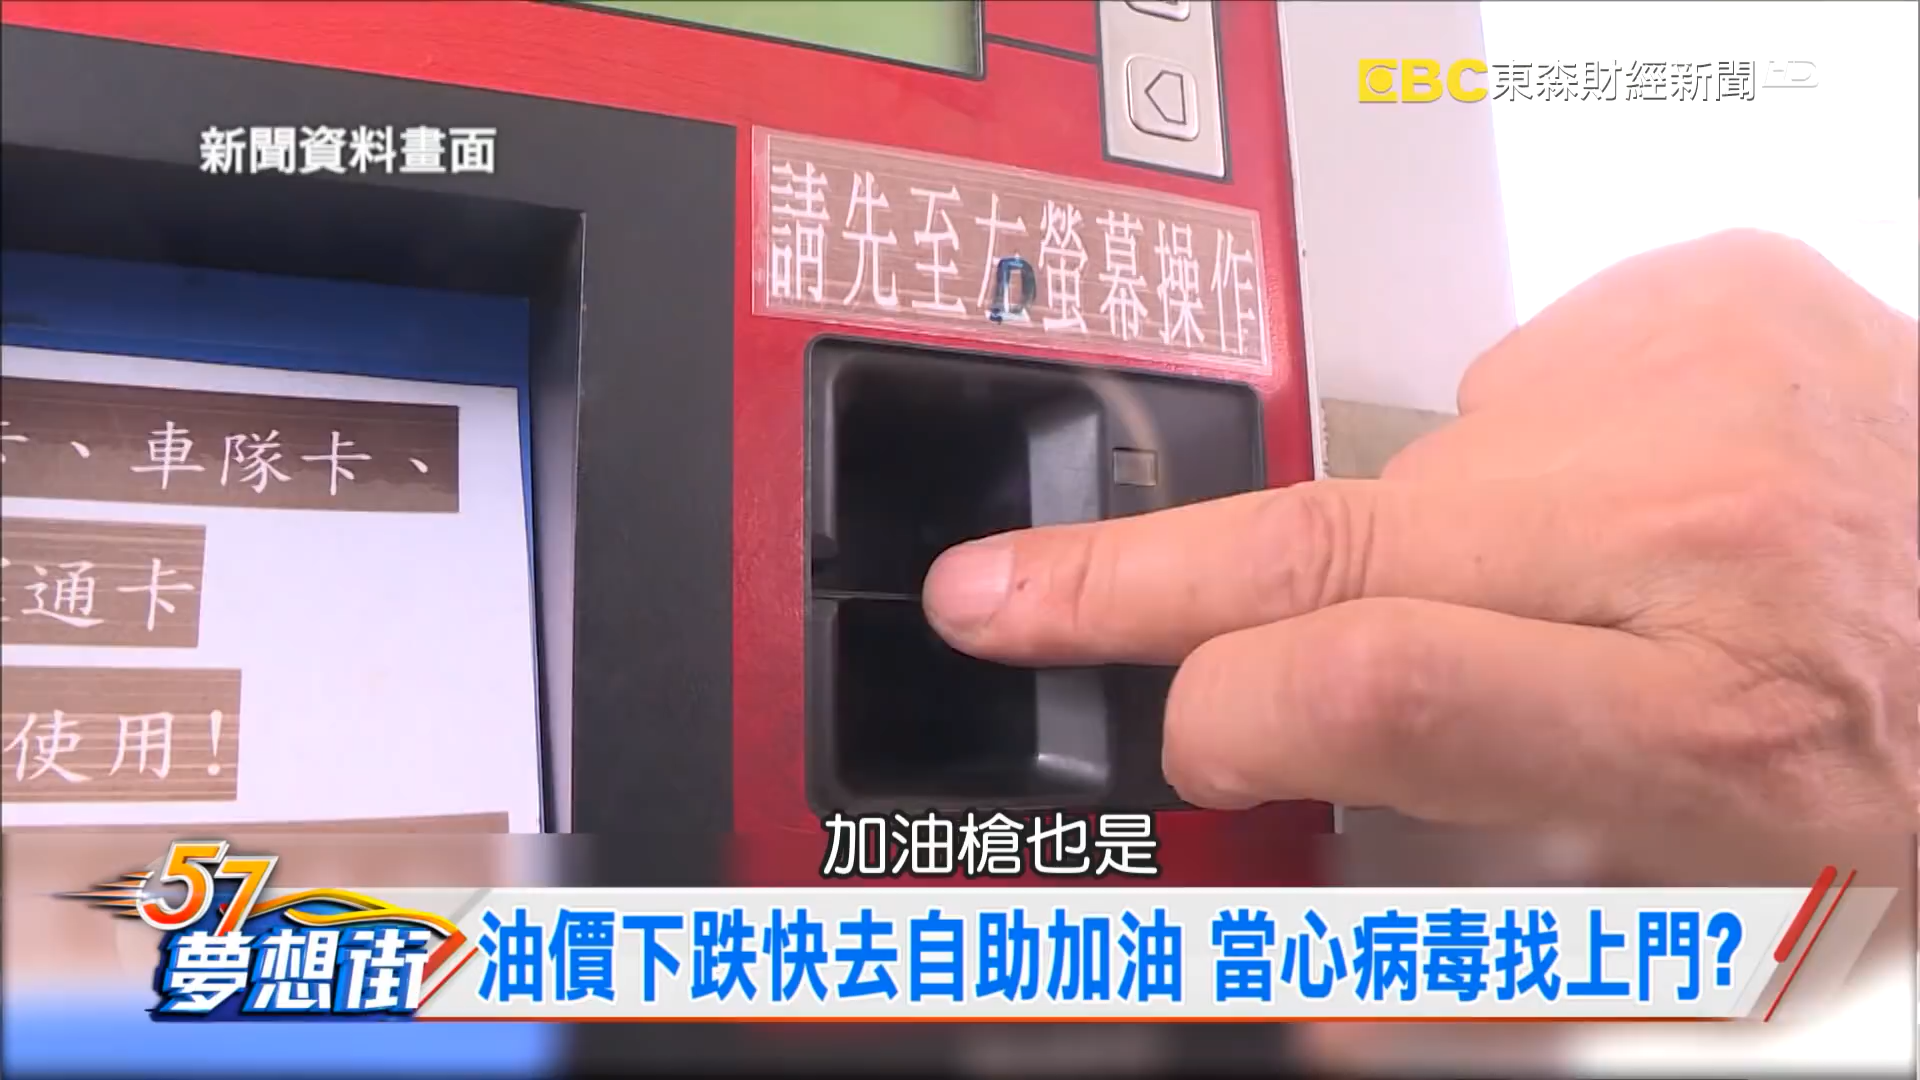 EBC東森財經新聞HD
新聞資料畫面
請先至左螢幕操作
、車隊卡、
通卡
使用!
加油槍也是
57
夢想街
油價下跌快去自助加油 當心病毒找上門?